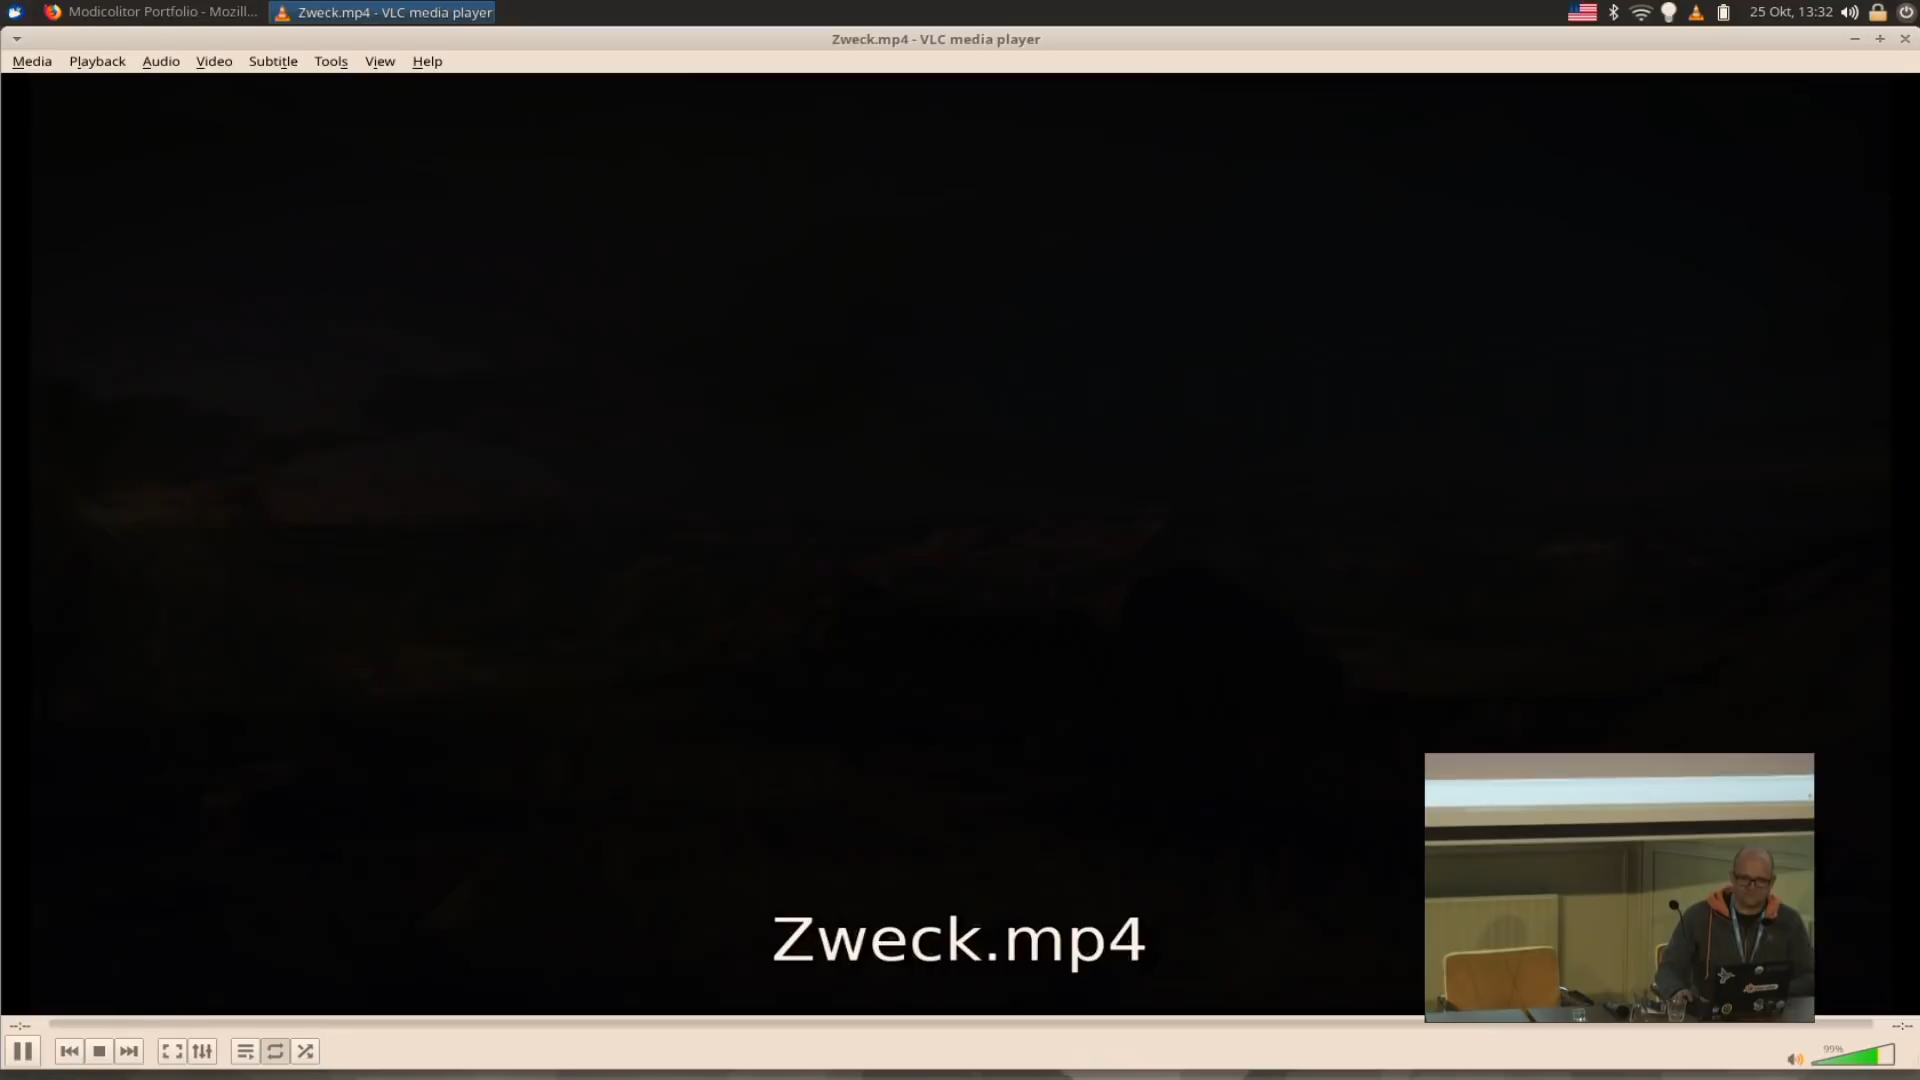 Modicolitor Portfolio - Mozill...
Zweck.mp4 - VLC media player
25 Okt, 13:32
Zweck.mp4 - VLC media player
Media Playback Audio Video Subtitle Tools View Help
Zweck.mp4
--:-- --:--
99%